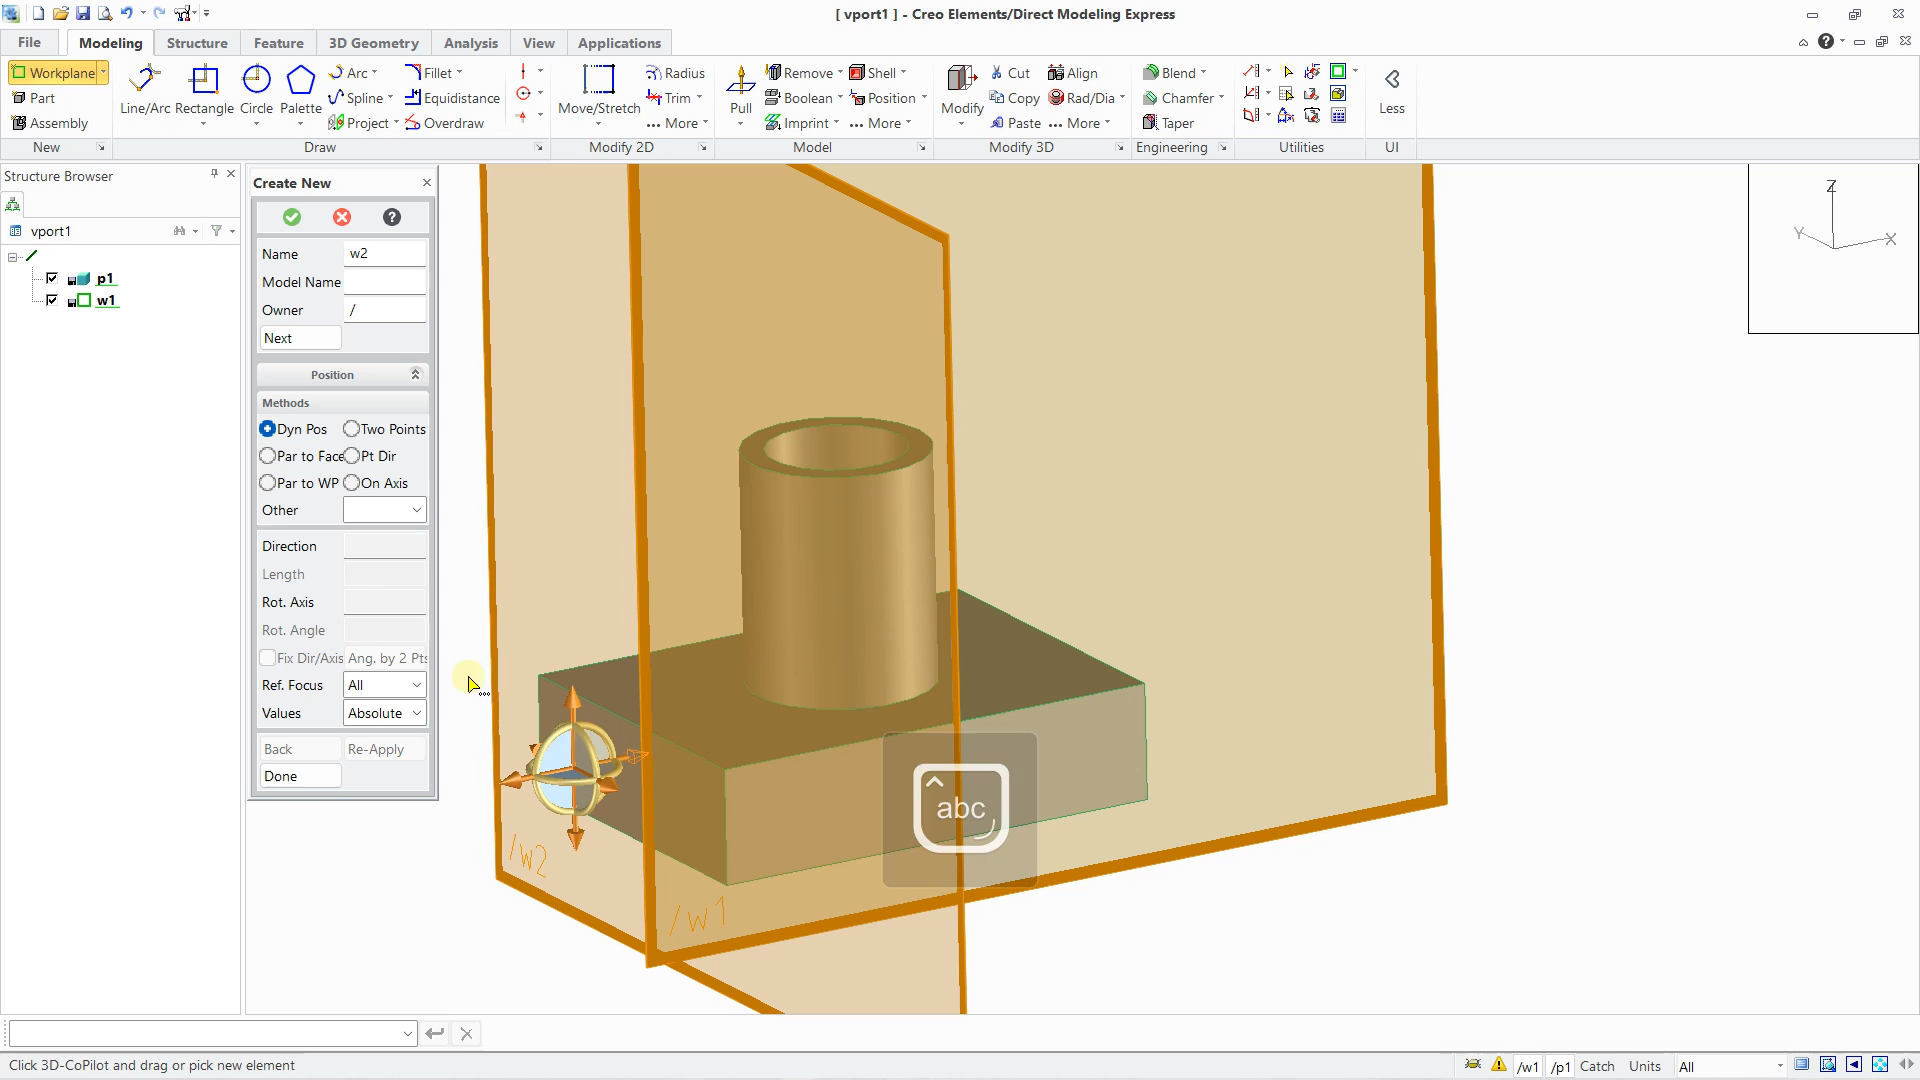 [ vport1 ] - Creo Elements/Direct Modeling Express
File Modeling Structure Feature 3D Geometry Analysis View Applications
Workplane Part Assembly New
Line/Arc Rectangle Circle Palette Arc Spline Project Fillet Equidistance Overdraw Draw
Move/Stretch Radius Trim ... More Modify 2D
Pull Remove Boolean Imprint Shell Position ... More Model
Modify Cut Copy Paste Align Rad/Dia ... More Modify 3D
Blend Chamfer Taper Engineering
Utilities
Less UI
Structure Browser
vport1
p1
w1
Create New
Name w2
Model Name
Owner /
Next
Position
Methods
Dyn Pos Two Points
Par to Face Pt Dir
Par to WP On Axis
Other
Direction
Length
Rot. Axis
Rot. Angle
Fix Dir/Axis Ang. by 2 Pts
Ref. Focus All
Values Absolute
Back Re-Apply
Done
Z
Y X
abc
/w2
/w1
Click 3D-CoPilot and drag or pick new element
/w1 /p1 Catch Units All